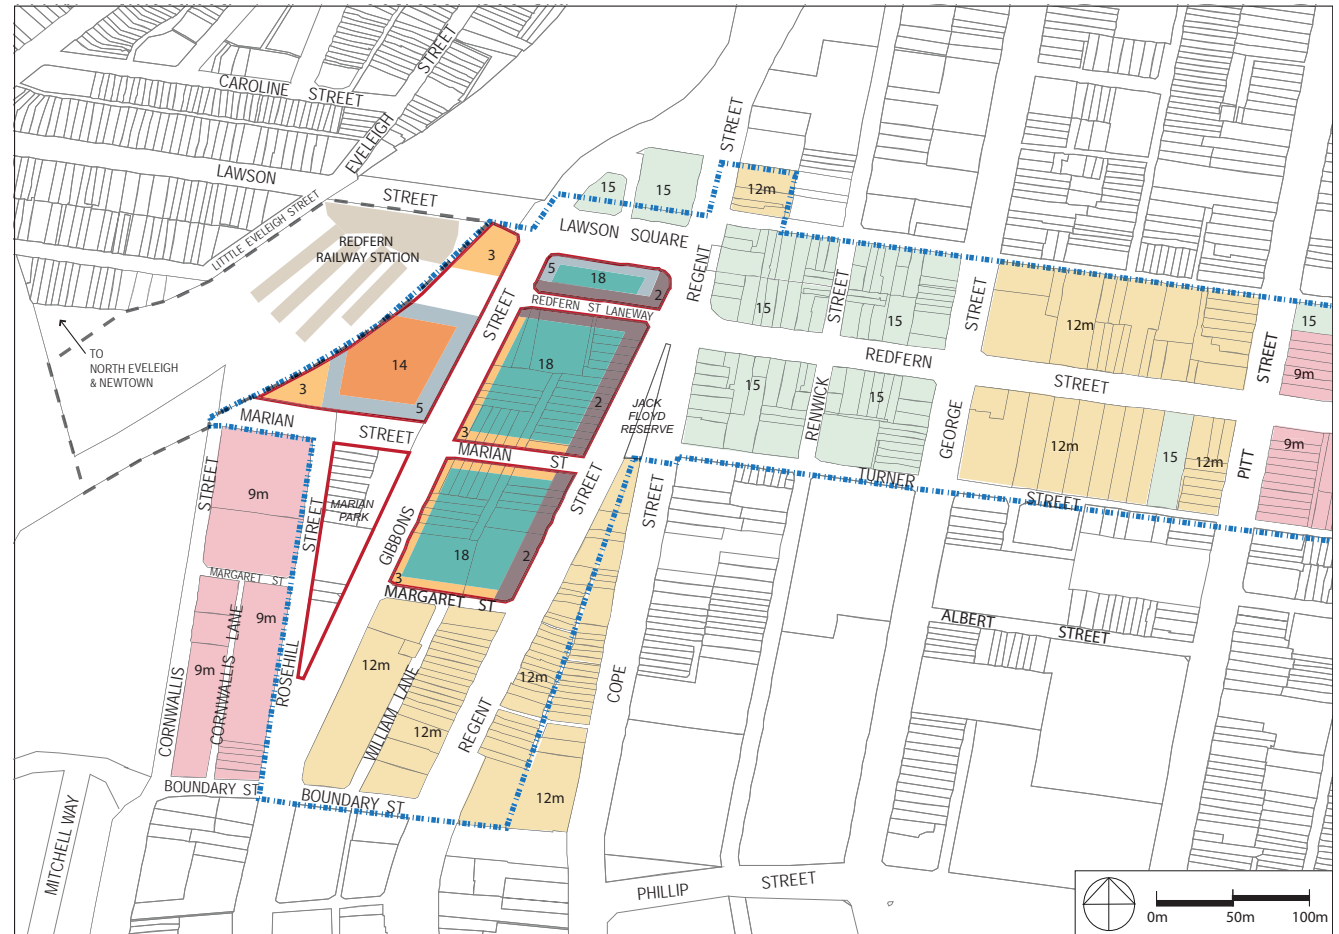 CAROLINE STREET
EVELEIGH STREET
LAWSON STREET
LITTLE EVELEIGH STREET
REDFERN
RAILWAY STATION
TO
NORTH EVELEIGH
& NEWTOWN
STREET
12m
15
15
LAWSON SQUARE
3
5
18
2
REDFERN ST LANEWAY
REGENT
15
STREET
15
STREET
12m
STREET
15
9m
REDFERN STREET
STREET
14
3
5
18
2
3
JACK
FLOYD
RESERVE
15
RENWICK
15
GEORGE
12m
15
12m
PITT
9m
MARIAN STREET
MARIAN ST
TURNER STREET
STREET
9m
STREET
MARIAN
PARK
GIBBONS
18
2
3
STREET
STREET
MARGARET ST
MARGARET ST
9m
9m
CORNWALLIS
CORNWALLIS LANE
ROSEHILL
12m
WILLIAM LANE
12m
REGENT
12m
COPE
12m
ALBERT STREET
BOUNDARY ST
BOUNDARY ST
MITCHELL WAY
PHILLIP STREET
0m 50m 100m